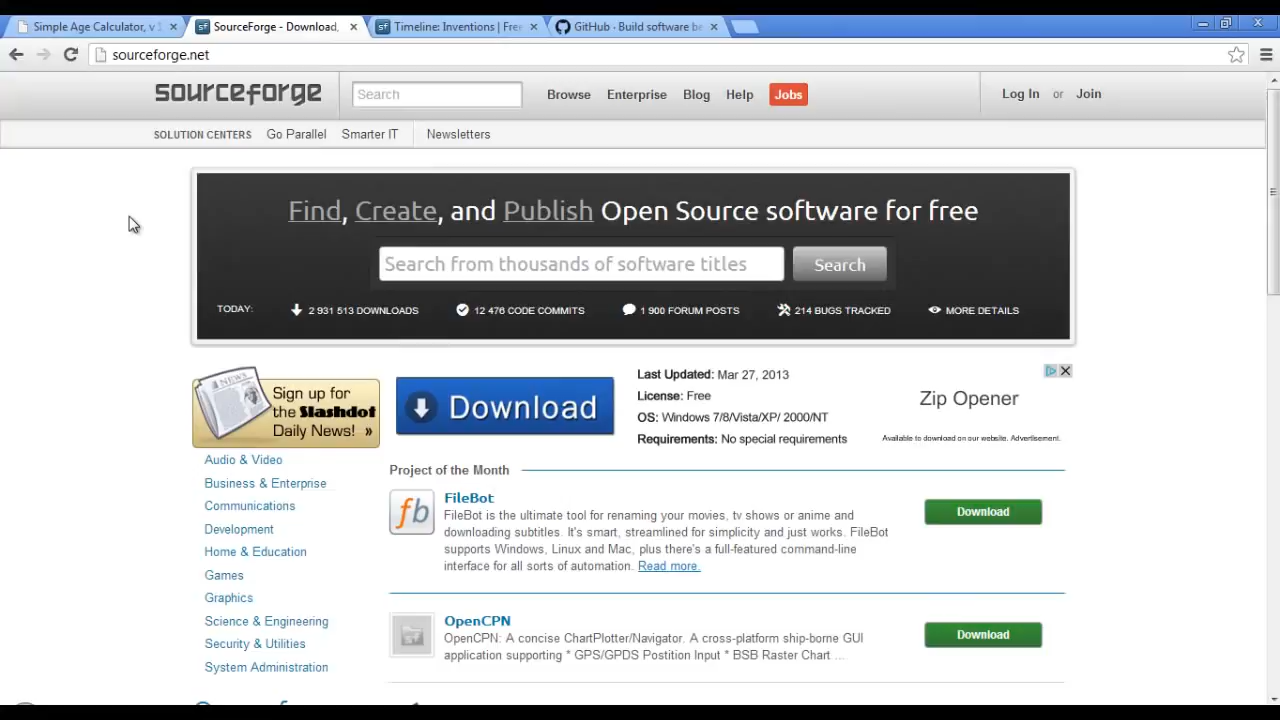 Simple Age Calculator, v 1
SourceForge - Download,
Timeline: Inventions | Free
GitHub · Build software be
sourceforge.net
sourceforge
Search
Browse Enterprise Blog Help Jobs
Log In or Join
SOLUTION CENTERS Go Parallel Smarter IT Newsletters
Find, Create, and Publish Open Source software for free
Search from thousands of software titles
Search
TODAY: 2 931 513 DOWNLOADS 12 476 CODE COMMITS 1 900 FORUM POSTS 214 BUGS TRACKED MORE DETAILS
NEWS
Sign up for
the Slashdot
Daily News! »
Download
Last Updated: Mar 27, 2013
License: Free
OS: Windows 7/8/Vista/XP/ 2000/NT
Requirements: No special requirements
Zip Opener
Available to download on our website. Advertisement.
Audio & Video
Business & Enterprise
Communications
Development
Home & Education
Games
Graphics
Science & Engineering
Security & Utilities
System Administration
Project of the Month
fb
FileBot
FileBot is the ultimate tool for renaming your movies, tv shows or anime and
downloading subtitles. It's smart, streamlined for simplicity and just works. FileBot
supports Windows, Linux and Mac, plus there's a full-featured command-line
interface for all sorts of automation. Read more.
Download
OpenCPN
OpenCPN: A concise ChartPlotter/Navigator. A cross-platform ship-borne GUI
application supporting * GPS/GPDS Postition Input * BSB Raster Chart ...
Download